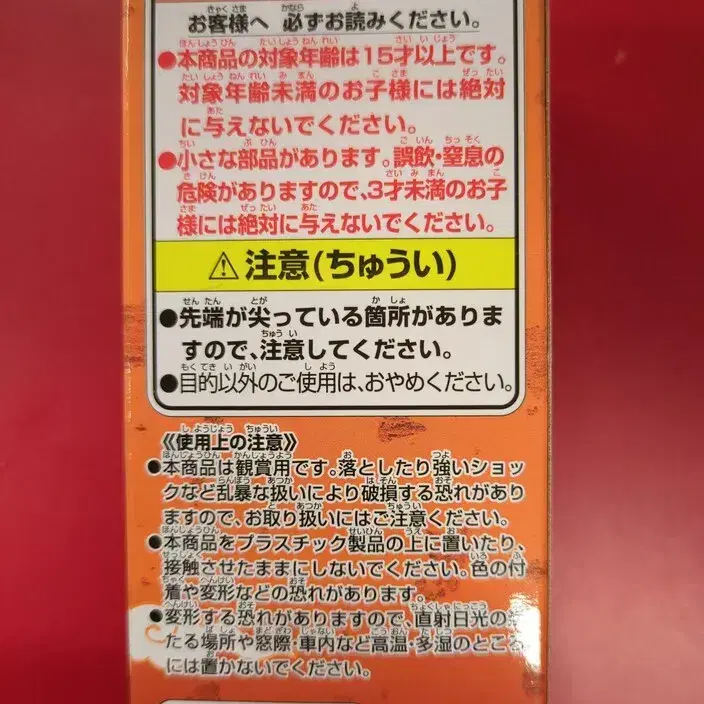 お客様へ 必ずお読みください。
●本商品の対象年齢は15才以上です。
対象年齢未満のお子様には絶対
に与えないでください。
●小さな部品があります。誤飲・窒息の
危険がありますので、3才未満のお子
様には絶対に与えないでください。
⚠注意(ちゅうい)
●先端が尖っている箇所がありま
すので、注意してください。
●目的以外のご使用は、おやめください。
《使用上の注意》
●本商品は観賞用です。落としたり強いショッ
クなど乱暴な扱いにより破損する恐れがあり
ますので、お取り扱いにはご注意ください。
●本商品をプラスチック製品の上に置いたり、
接触させたままにしないでください。色の付
着や変形などの恐れがあります。
●変形する恐れがありますので、直射日光の
たる場所や窓際・車内など高温・多湿のところ
には置かないでください。